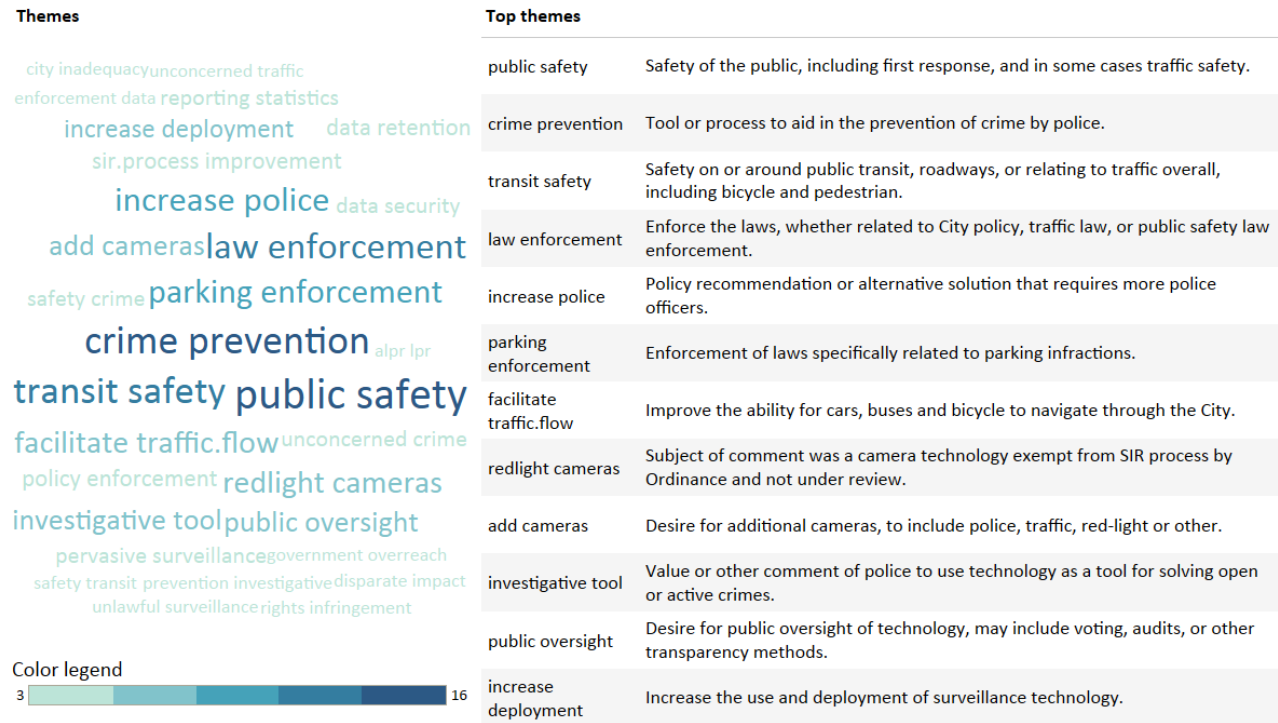 Themes
city inadequacy unconcerned traffic
enforcement data reporting statistics
increase deployment data retention
sir.process improvement
increase police data security
add cameras law enforcement
safety crime parking enforcement
crime prevention alpr lpr
transit safety public safety
facilitate traffic.flow unconcerned crime
policy enforcement redlight cameras
investigative tool public oversight
pervasive surveillance government overreach
safety transit prevention investigative disparate impact
unlawful surveillance rights infringement
Color legend
3 16
Top themes
public safety Safety of the public, including first response, and in some cases traffic safety.
crime prevention Tool or process to aid in the prevention of crime by police.
transit safety Safety on or around public transit, roadways, or relating to traffic overall,
including bicycle and pedestrian.
law enforcement Enforce the laws, whether related to City policy, traffic law, or public safety law
enforcement.
increase police Policy recommendation or alternative solution that requires more police
officers.
parking
enforcement Enforcement of laws specifically related to parking infractions.
facilitate
traffic.flow Improve the ability for cars, buses and bicycle to navigate through the City.
redlight cameras Subject of comment was a camera technology exempt from SIR process by
Ordinance and not under review.
add cameras Desire for additional cameras, to include police, traffic, red-light or other.
investigative tool Value or other comment of police to use technology as a tool for solving open
or active crimes.
public oversight Desire for public oversight of technology, may include voting, audits, or other
transparency methods.
increase
deployment Increase the use and deployment of surveillance technology.